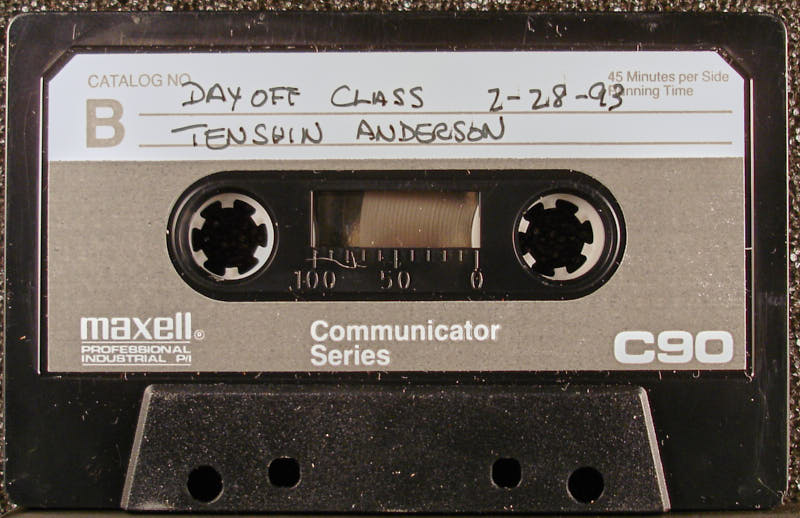 CATALOG NO.
45 Minutes per Side
DAY OFF CLASS 2-28-93
Running Time
B
TENSHIN ANDERSON
100 50 0
maxell®
PROFESSIONAL
INDUSTRIAL P/I
Communicator
Series
C90